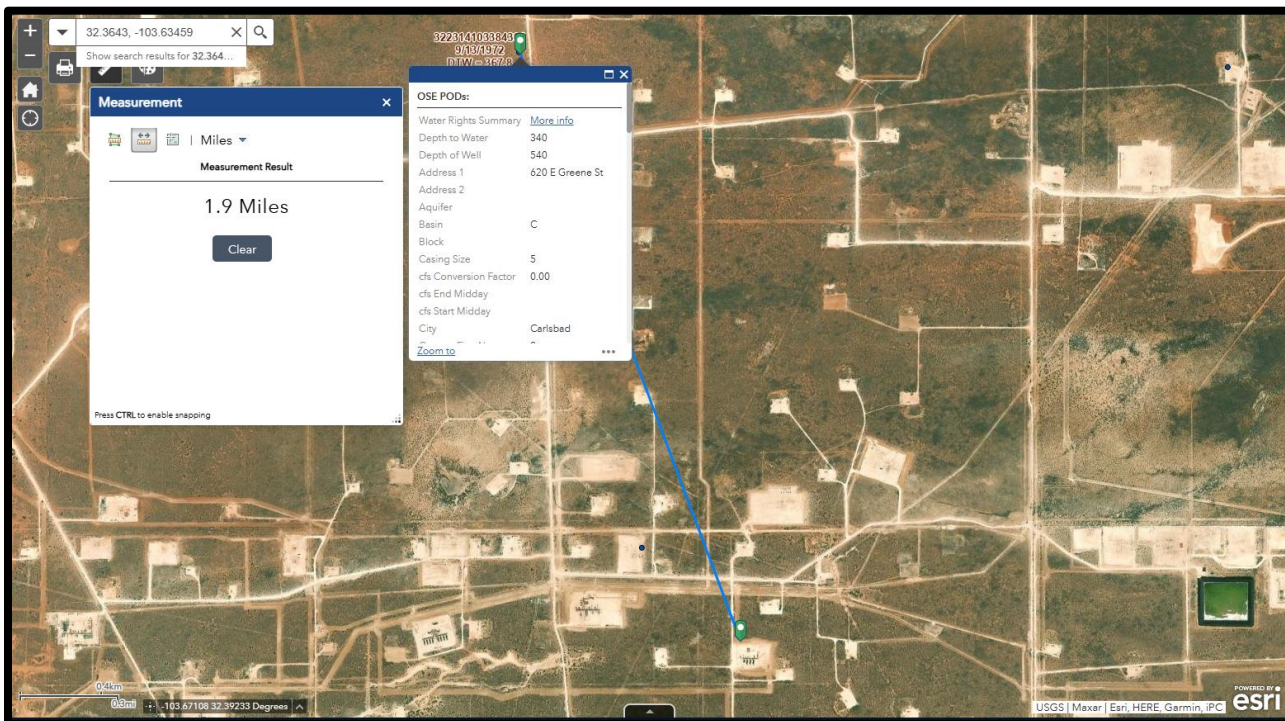 +
32.3643, -103.63459
Show search results for 32.364...
−
3223141033843
9/13/1972
DTW = 367.8
Measurement
| Miles
Measurement Result
1.9 Miles
Clear
Press CTRL to enable snapping
OSE PODs:
Water Rights Summary More info
Depth to Water 340
Depth of Well 540
Address 1 620 E Greene St
Address 2
Aquifer
Basin C
Block
Casing Size 5
cfs Conversion Factor 0.00
cfs End Midday
cfs Start Midday
City Carlsbad
Zoom to ...
0.4km
0.3mi
-103.67108 32.39233 Degrees
USGS | Maxar | Esri, HERE, Garmin, iPC
POWERED BY
esri